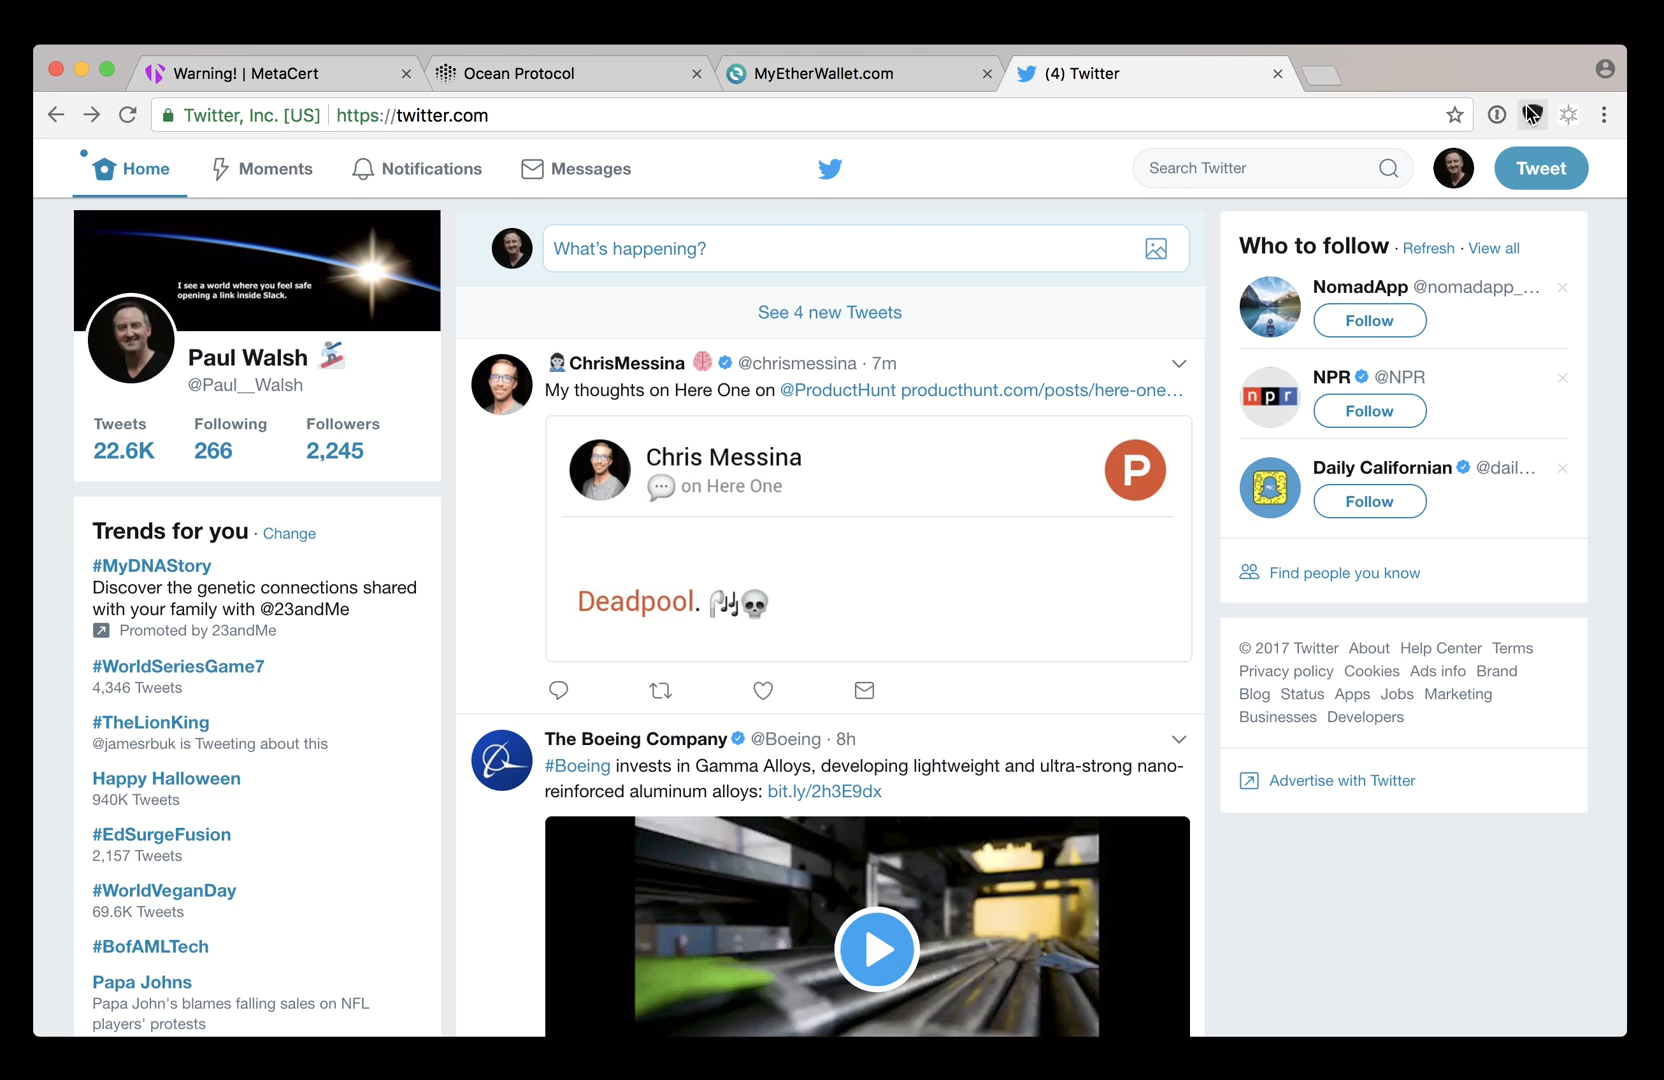 Warning! | MetaCert
Ocean Protocol
MyEtherWallet.com
(4) Twitter
Twitter, Inc. [US] https://twitter.com
Home
Moments
Notifications
Messages
Search Twitter
Tweet
I see a world where you feel safe
opening a link inside Slack.
Paul Walsh
@Paul__Walsh
Tweets Following Followers
22.6K 266 2,245
Trends for you · Change
#MyDNAStory
Discover the genetic connections shared
with your family with @23andMe
Promoted by 23andMe
#WorldSeriesGame7
4,346 Tweets
#TheLionKing
@jamesrbuk is Tweeting about this
Happy Halloween
940K Tweets
#EdSurgeFusion
2,157 Tweets
#WorldVeganDay
69.6K Tweets
#BofAMLTech
Papa Johns
Papa John's blames falling sales on NFL
players' protests
What's happening?
See 4 new Tweets
ChrisMessina @chrismessina · 7m
My thoughts on Here One on @ProductHunt producthunt.com/posts/here-one…
Chris Messina
on Here One
P
Deadpool.
The Boeing Company @Boeing · 8h
#Boeing invests in Gamma Alloys, developing lightweight and ultra-strong nano-
reinforced aluminum alloys: bit.ly/2h3E9dx
Who to follow · Refresh · View all
NomadApp @nomadapp_...
Follow
npr
NPR @NPR
Follow
Daily Californian @dail...
Follow
Find people you know
© 2017 Twitter About Help Center Terms
Privacy policy Cookies Ads info Brand
Blog Status Apps Jobs Marketing
Businesses Developers
Advertise with Twitter